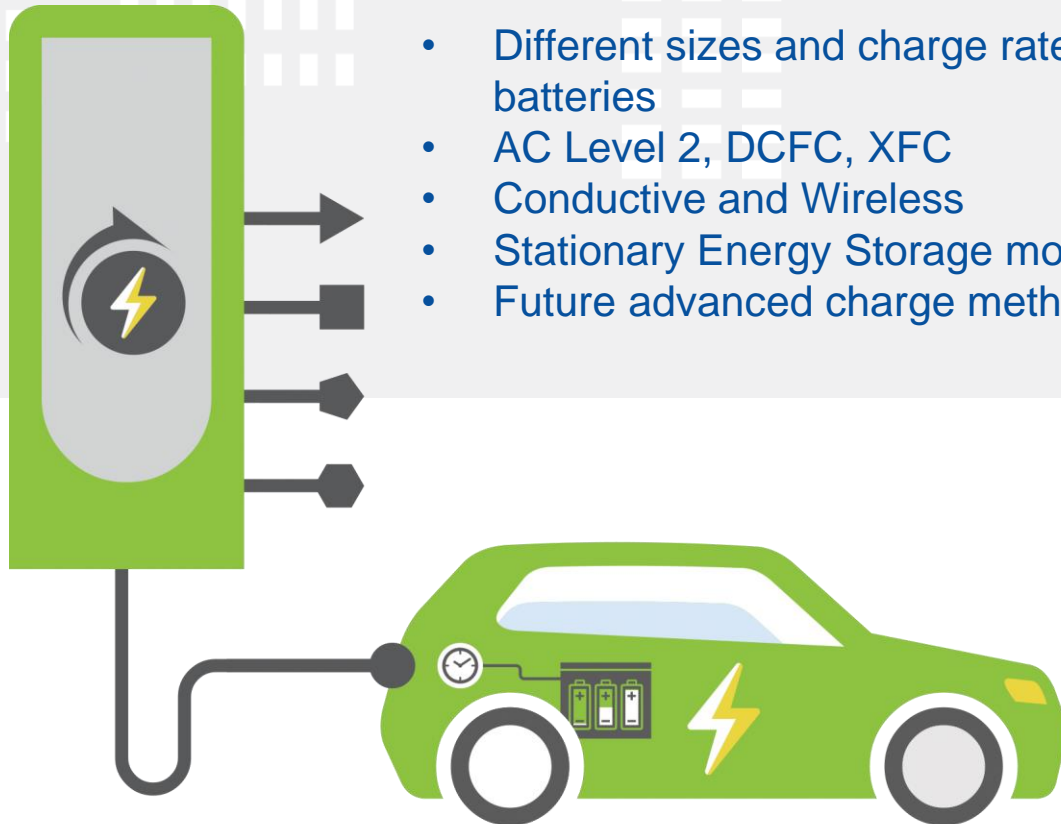 • Different sizes and charge rate
batteries
• AC Level 2, DCFC, XFC
• Conductive and Wireless
• Stationary Energy Storage mo
• Future advanced charge meth